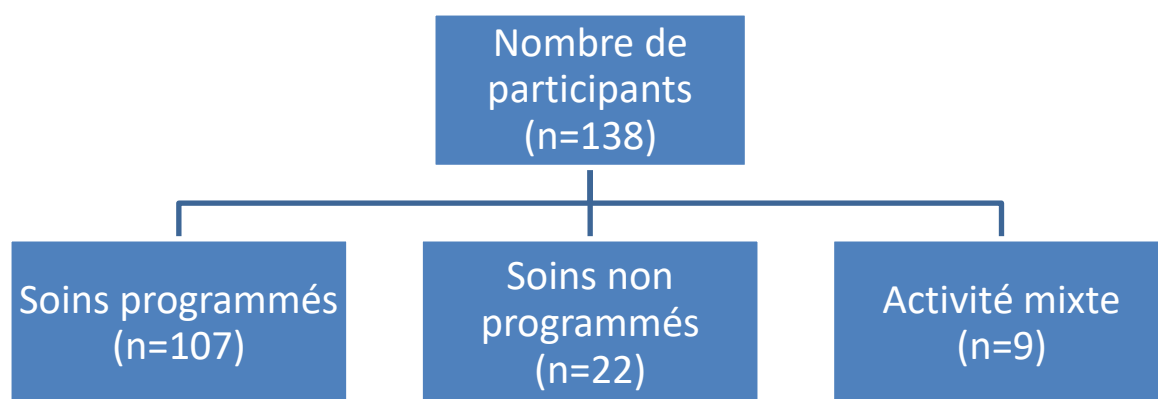 Nombre de
participants
(n=138)
Soins programmés
(n=107)
Soins non
programmés
(n=22)
Activité mixte
(n=9)